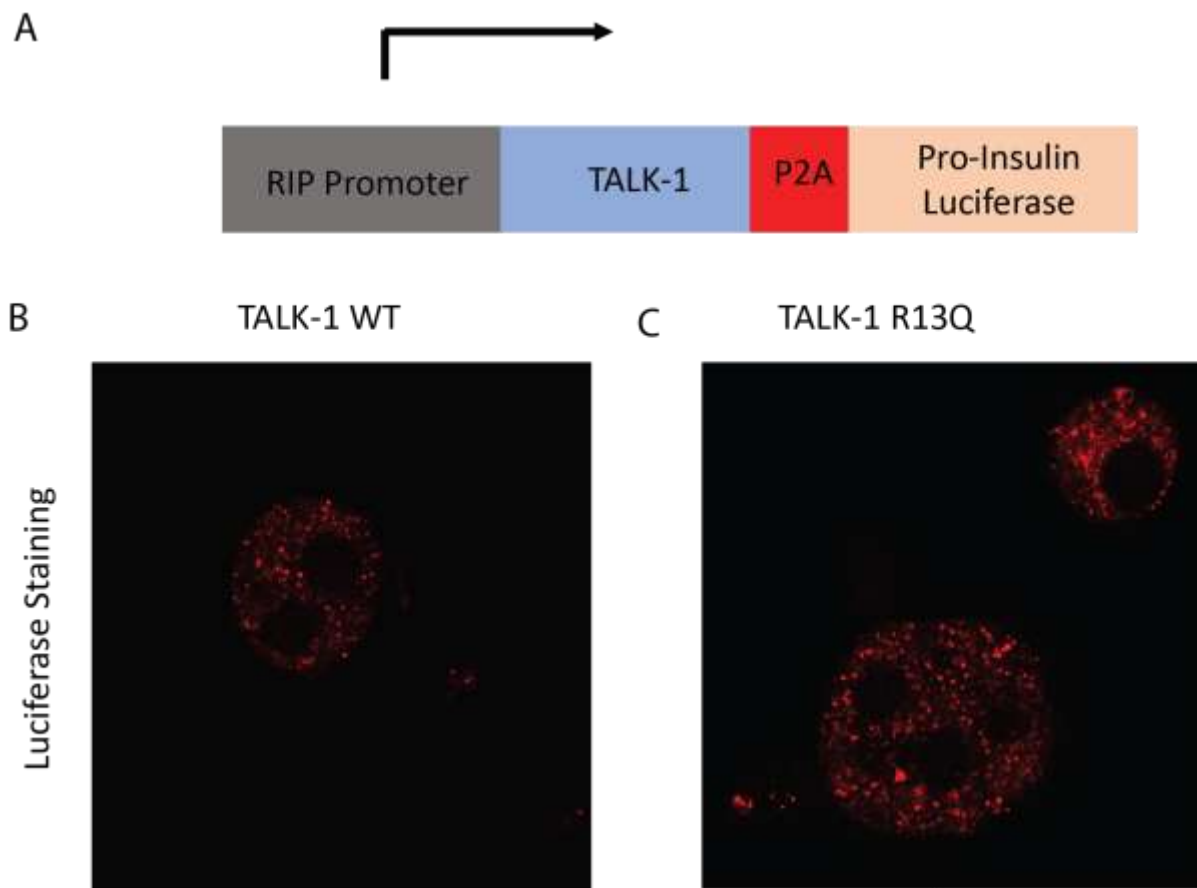 A
RIP Promoter
TALK-1
P2A
Pro-Insulin
Luciferase
B
TALK-1 WT
C
TALK-1 R13Q
Luciferase Staining